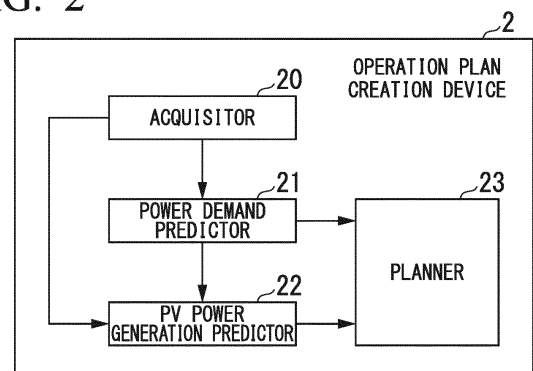 FIG. 2
2
OPERATION PLAN
CREATION DEVICE
20
ACQUISITOR
21
POWER DEMAND
PREDICTOR
23
PLANNER
22
PV POWER
GENERATION PREDICTOR